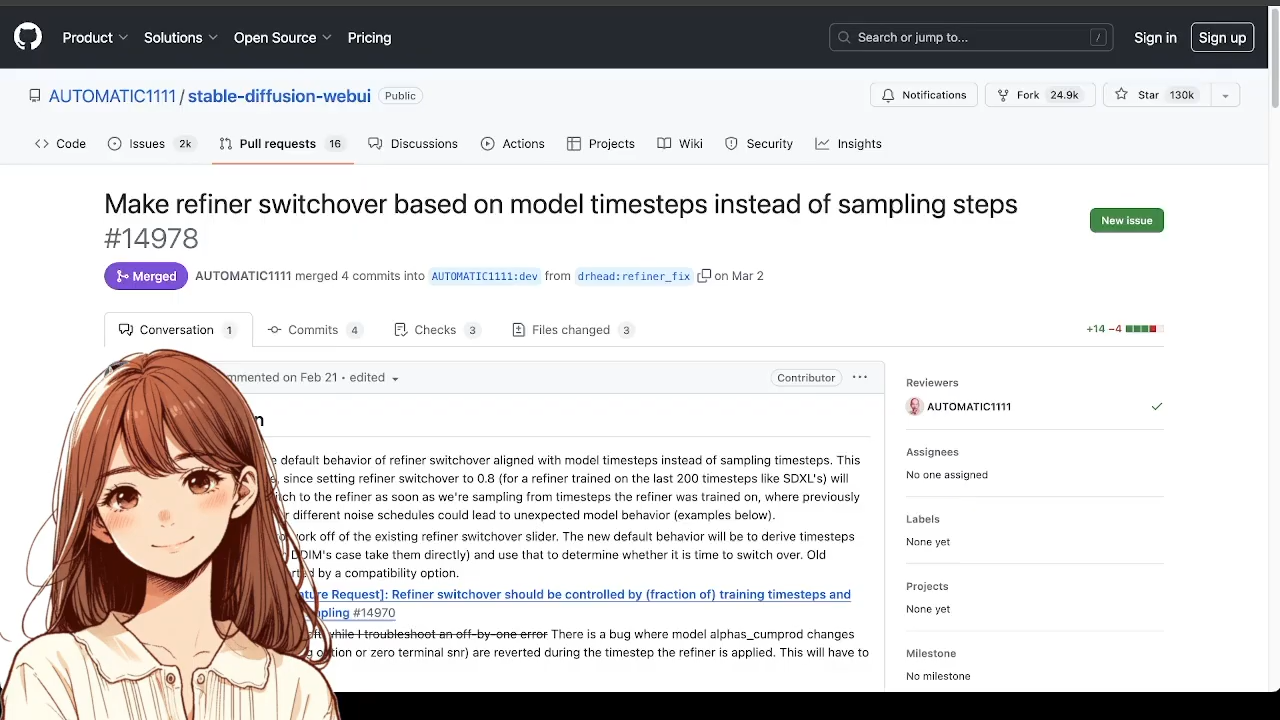 Product Solutions Open Source Pricing Search or jump to... / Sign in Sign up
AUTOMATIC1111 / stable-diffusion-webui Public Notifications Fork 24.9k Star 130k
Code Issues 2k Pull requests 16 Discussions Actions Projects Wiki Security Insights
Make refiner switchover based on model timesteps instead of sampling steps
#14978
New issue
Merged AUTOMATIC1111 merged 4 commits into AUTOMATIC1111:dev from drhead:refiner_fix on Mar 2
Conversation 1 Commits 4 Checks 3 Files changed 3 +14 −4
commented on Feb 21 • edited Contributor
Reviewers
AUTOMATIC1111
default behavior of refiner switchover aligned with model timesteps instead of sampling timesteps. This
since setting refiner switchover to 0.8 (for a refiner trained on the last 200 timesteps like SDXL's) will
to the refiner as soon as we're sampling from timesteps the refiner was trained on, where previously
different noise schedules could lead to unexpected model behavior (examples below).
work off of the existing refiner switchover slider. The new default behavior will be to derive timesteps
DDIM's case take them directly) and use that to determine whether it is time to switch over. Old
by a compatibility option.
Request]: Refiner switchover should be controlled by (fraction of) training timesteps and
#14970
while I troubleshoot an off-by-one error There is a bug where model alphas_cumprod changes
option or zero terminal snr) are reverted during the timestep the refiner is applied. This will have to
Assignees
No one assigned
Labels
None yet
Projects
None yet
Milestone
No milestone